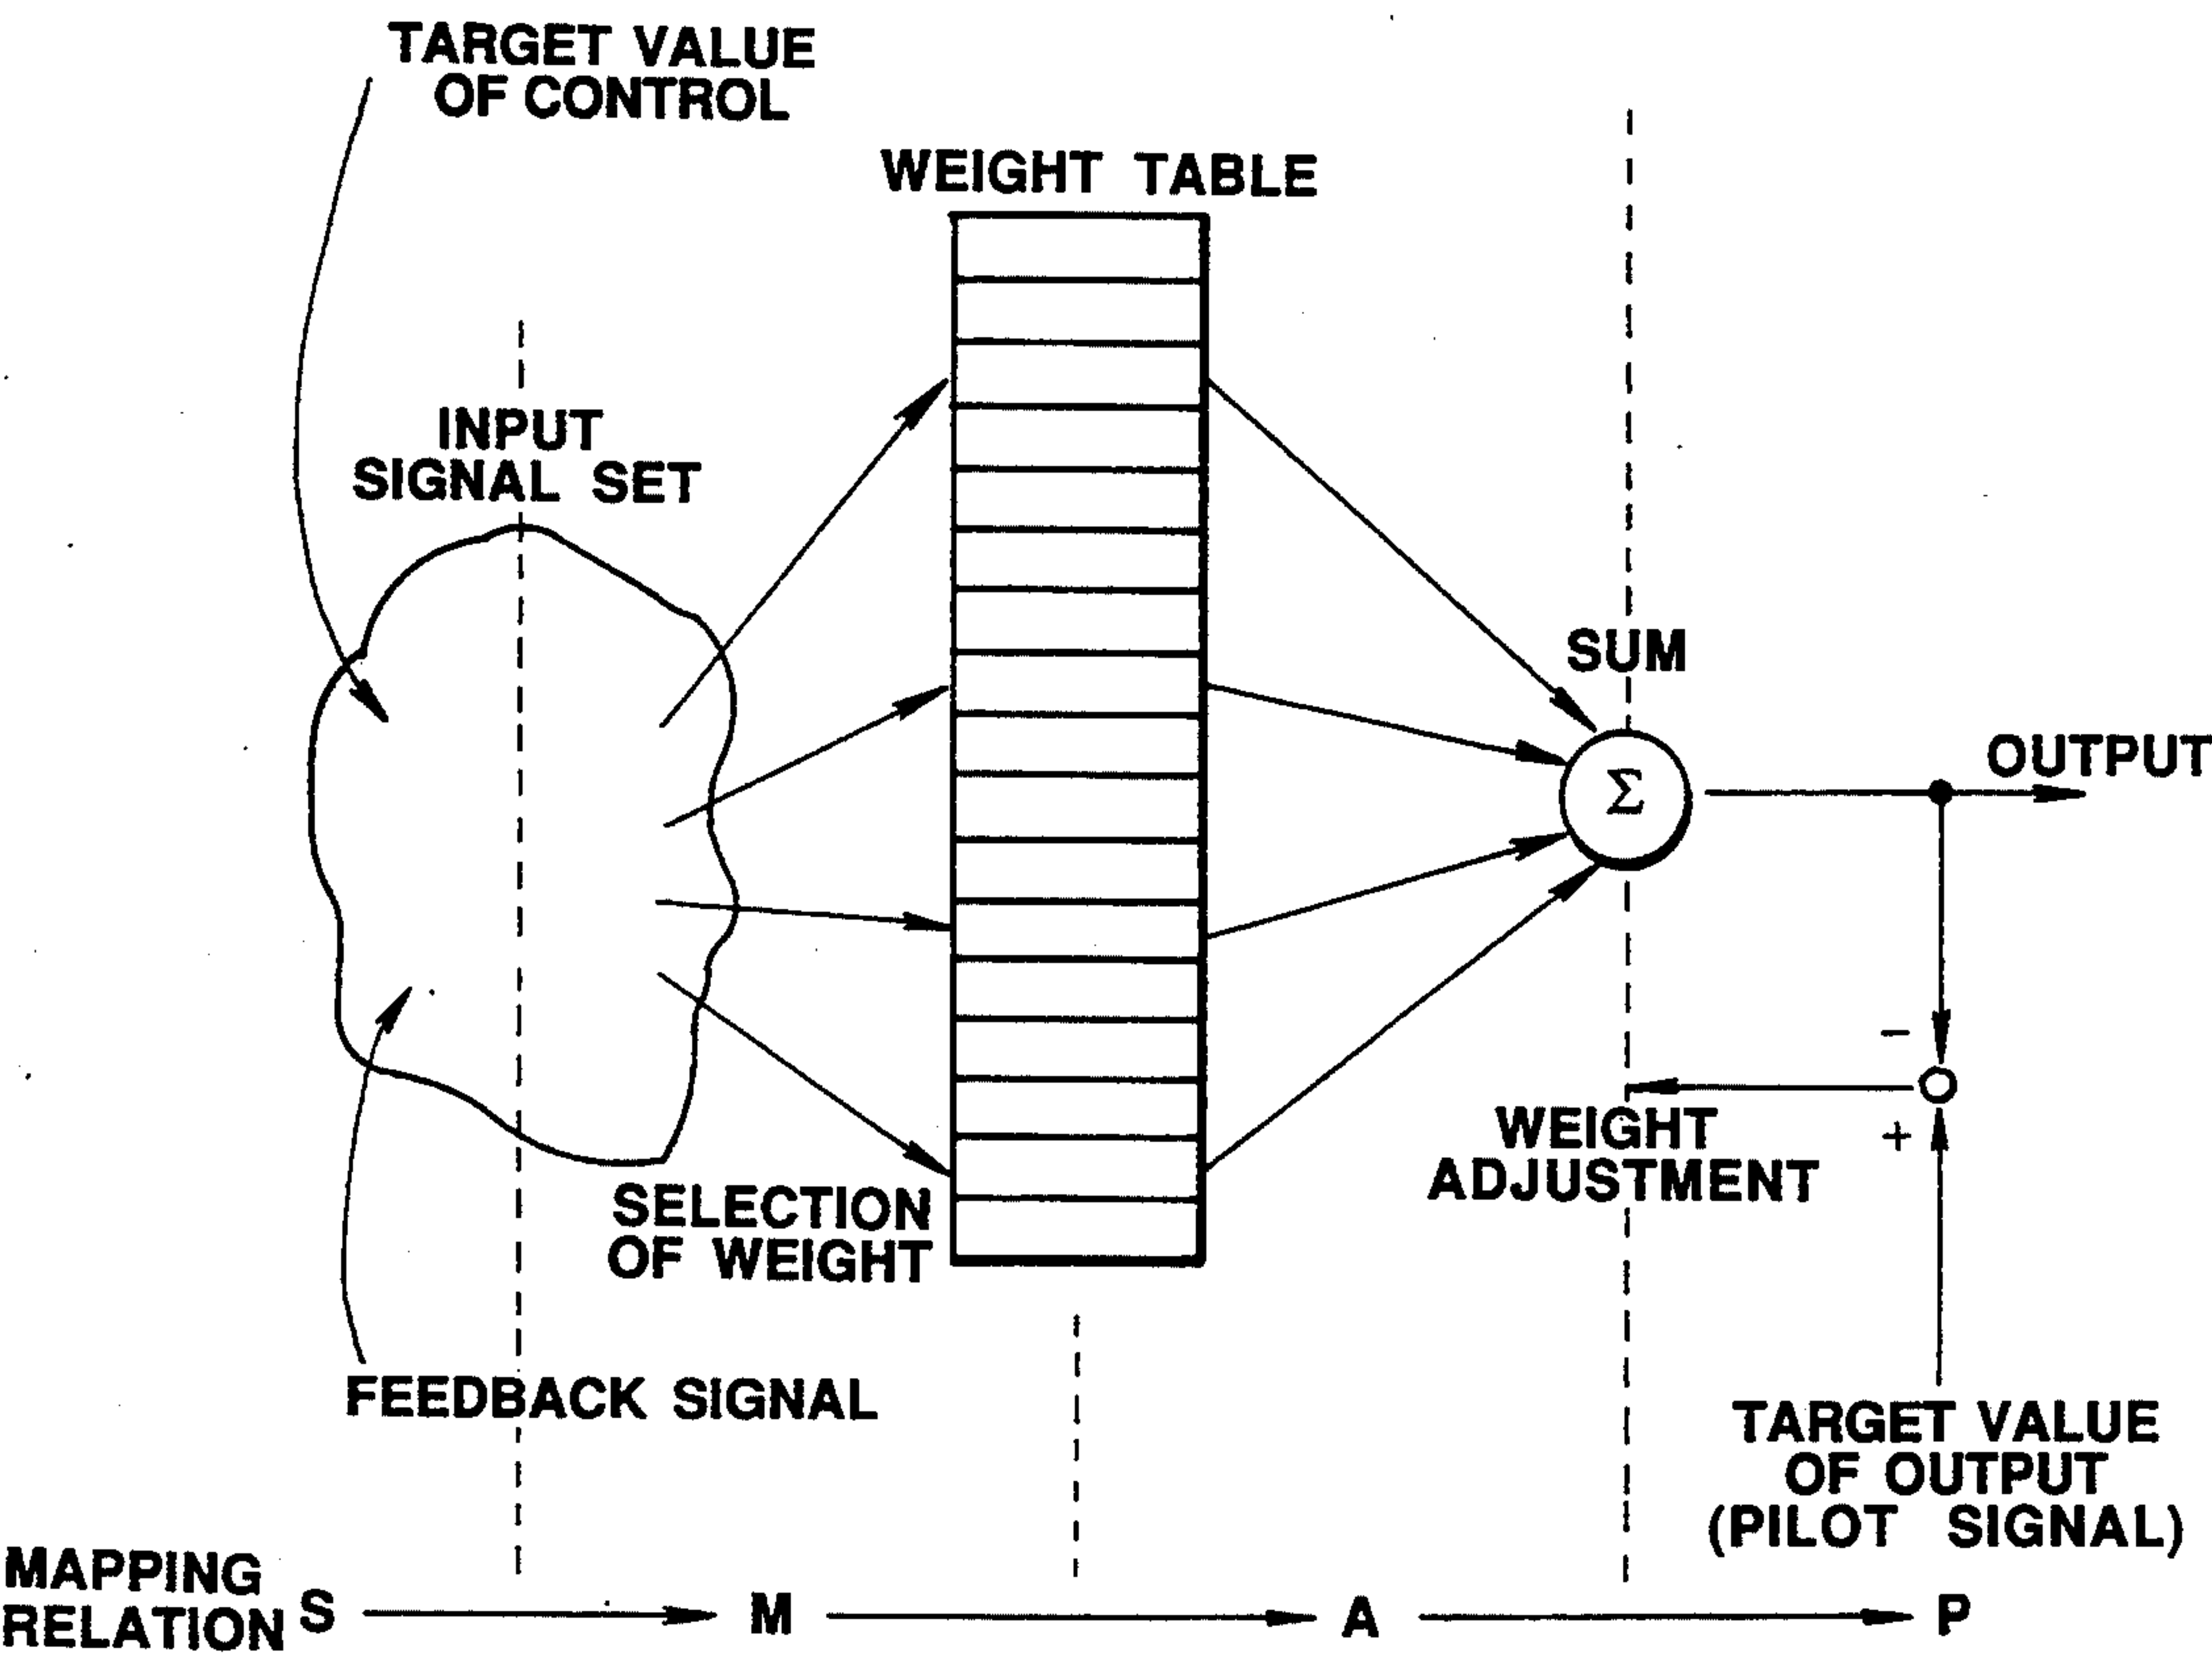 TARGET VALUE
OF CONTROL
WEIGHT TABLE
INPUT
SIGNAL SET
SUM
Σ
OUTPUT
−
+
WEIGHT
ADJUSTMENT
SELECTION
OF WEIGHT
FEEDBACK SIGNAL
TARGET VALUE
OF OUTPUT
(PILOT SIGNAL)
MAPPING
RELATION S M A P